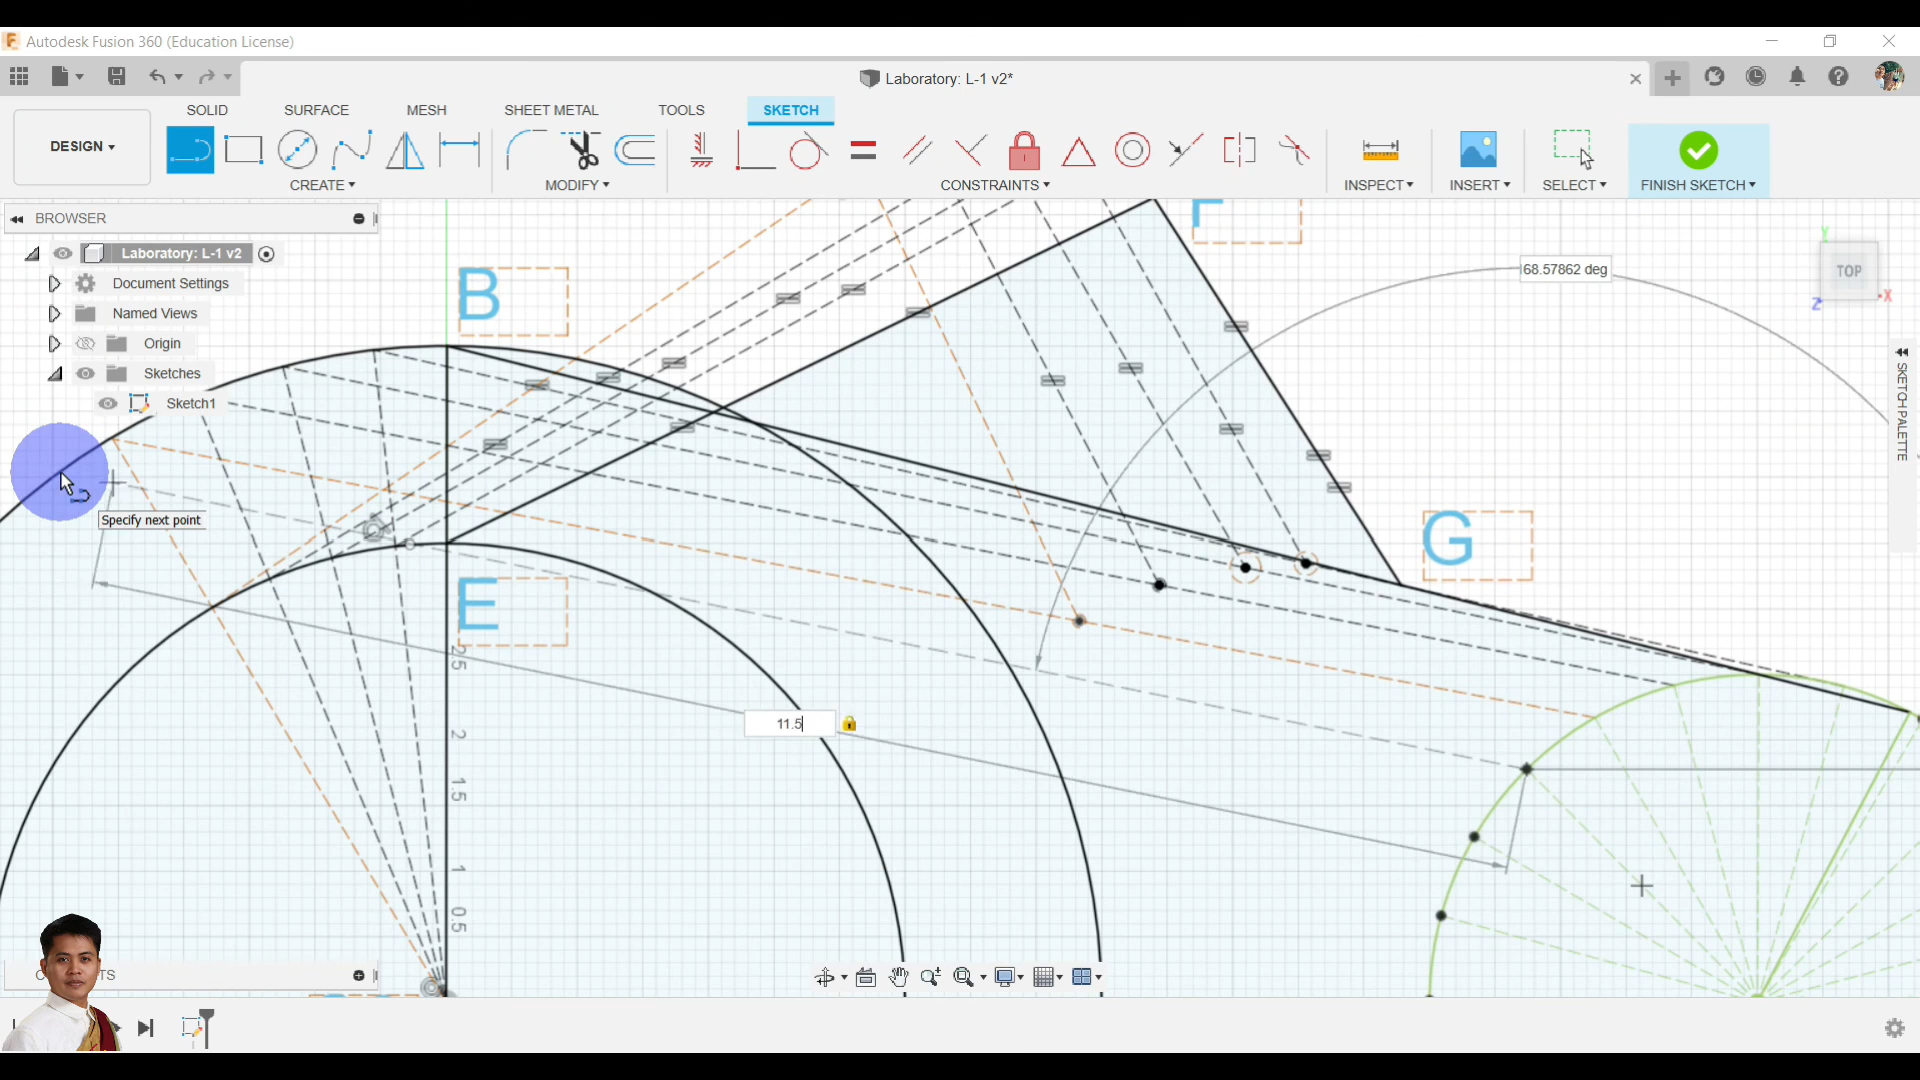 Autodesk Fusion 360 (Education License)
Laboratory: L-1 v2*
SOLID SURFACE MESH SHEET METAL TOOLS SKETCH
DESIGN
CREATE MODIFY CONSTRAINTS INSPECT INSERT SELECT FINISH SKETCH
BROWSER
Laboratory: L-1 v2
Document Settings
Named Views
Origin
Sketches
Sketch1
B
68.57862 deg
TOP
Y
X
Z
SKETCH PALETTE
Specify next point
G
E
2.5
11.5
2
1.5
1
0.5